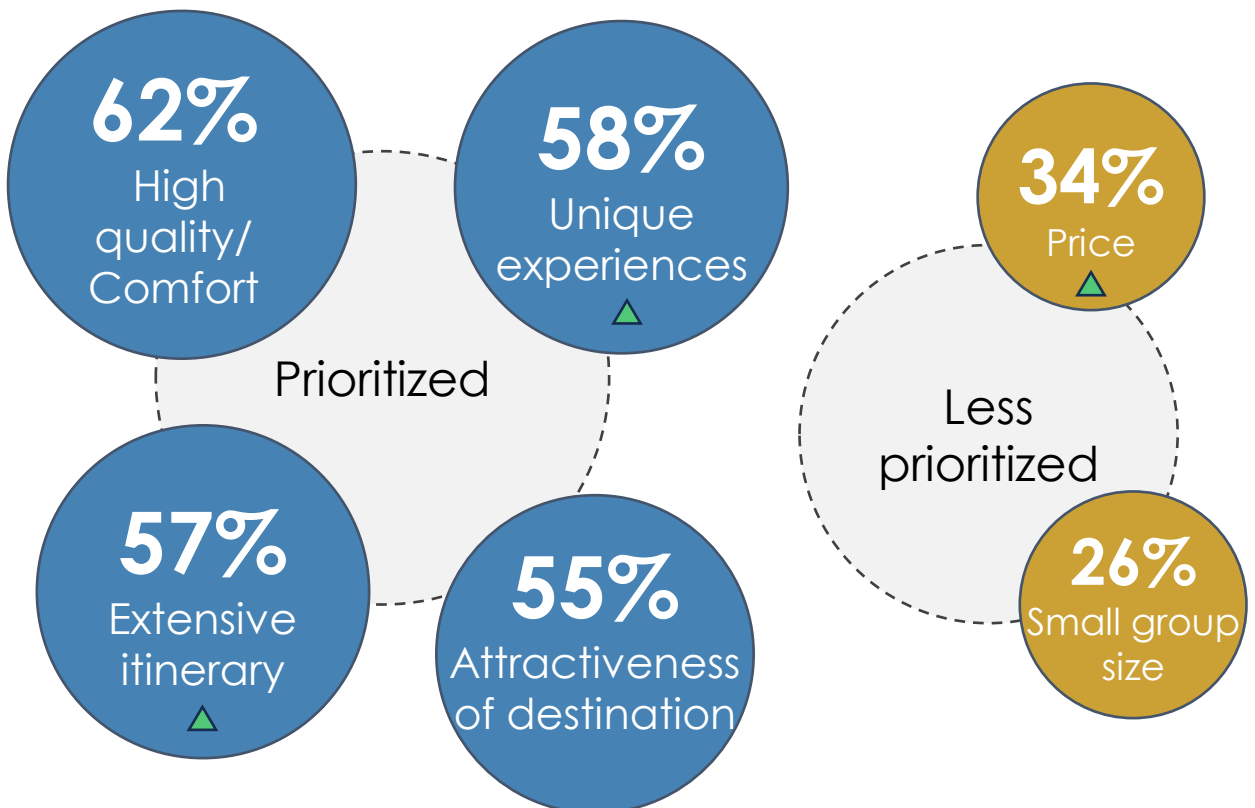 62%
High
quality/
Comfort
58%
Unique
experiences
Prioritized
57%
Extensive
itinerary
55%
Attractiveness
of destination
34%
Price
Less
prioritized
26%
Small group
size